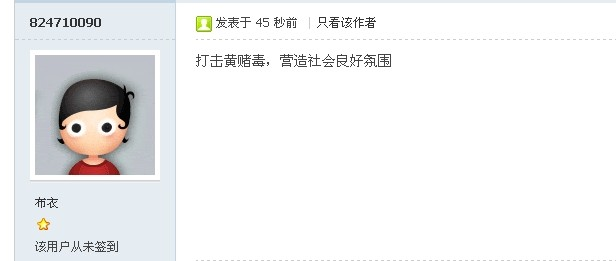 824710090
发表于 45 秒前 | 只看该作者
打击黄赌毒，营造社会良好氛围
布衣
该用户从未签到